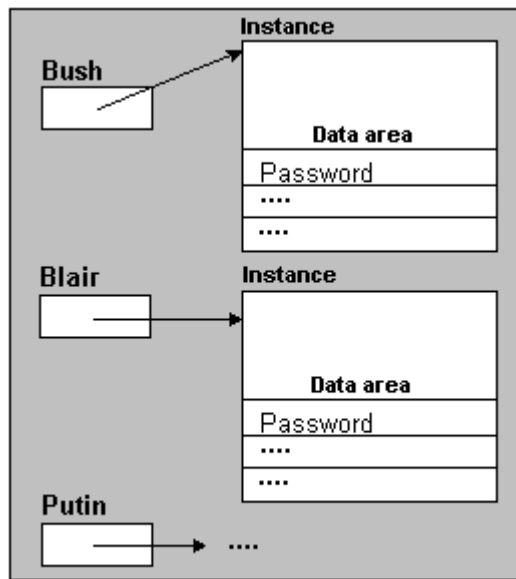 Instance
Bush
Data area
Password
....
....
Instance
Blair
Data area
Password
....
....
Putin
....